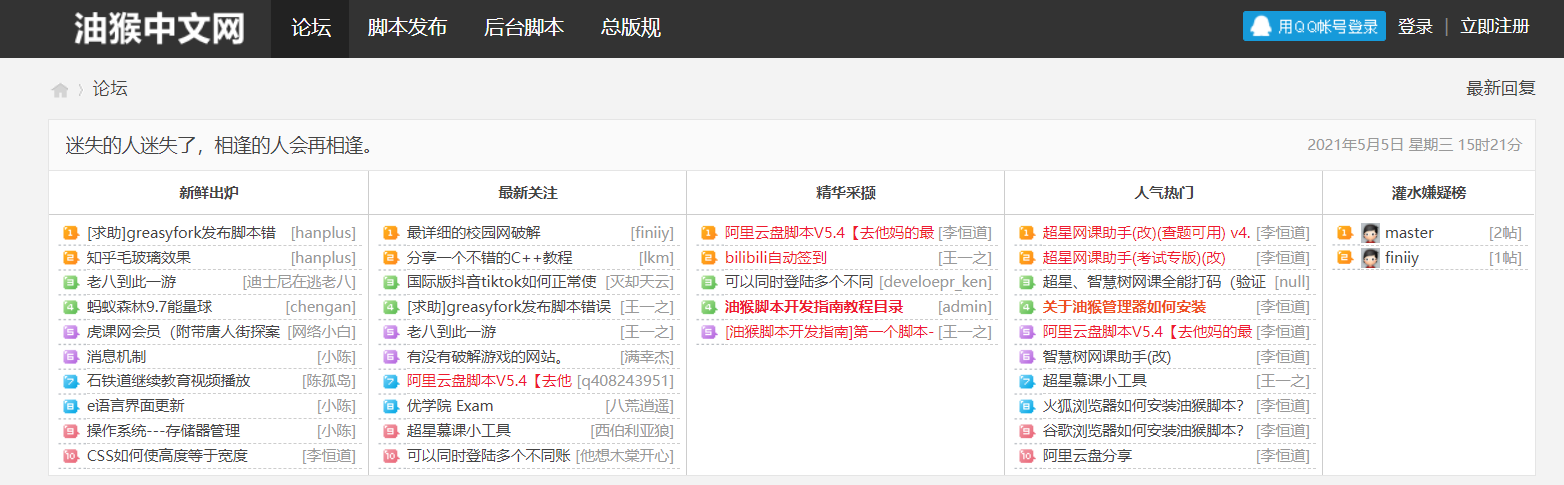 油猴中文网 论坛 脚本发布 后台脚本 总版规 用QQ帐号登录 登录 | 立即注册
论坛 最新回复
迷失的人迷失了，相逢的人会再相逢。 2021年5月5日 星期三 15时21分
新鲜出炉
1 [求助]greasyfork发布脚本错 [hanplus]
2 知乎毛玻璃效果 [hanplus]
3 老八到此一游 [迪士尼在逃老八]
4 蚂蚁森林9.7能量球 [chengan]
5 虎课网会员（附带唐人街探案 [网络小白]
6 消息机制 [小陈]
7 石铁道继续教育视频播放 [陈孤岛]
8 e语言界面更新 [小陈]
9 操作系统---存储器管理 [小陈]
10 CSS如何使高度等于宽度 [李恒道]
最新关注
1 最详细的校园网破解 [finiiy]
2 分享一个不错的C++教程 [lkm]
3 国际版抖音tiktok如何正常使 [灭却天云]
4 [求助]greasyfork发布脚本错误 [王一之]
5 老八到此一游 [王一之]
6 有没有破解游戏的网站。 [满幸杰]
7 阿里云盘脚本V5.4【去他 [q408243951]
8 优学院 Exam [八荒逍遥]
9 超星慕课小工具 [西伯利亚狼]
10 可以同时登陆多个不同账 [他想木棠开心]
精华采撷
1 阿里云盘脚本V5.4【去他妈的最 [李恒道]
2 bilibili自动签到 [王一之]
3 可以同时登陆多个不同 [develoepr_ken]
4 油猴脚本开发指南教程目录 [admin]
5 [油猴脚本开发指南]第一个脚本- [王一之]
人气热门
1 超星网课助手(改)(查题可用) v4. [李恒道]
2 超星网课助手(考试专版)(改) [李恒道]
3 超星、智慧树网课全能打码（验证 [null]
4 关于油猴管理器如何安装 [李恒道]
5 阿里云盘脚本V5.4【去他妈的最 [李恒道]
6 智慧树网课助手(改) [李恒道]
7 超星慕课小工具 [王一之]
8 火狐浏览器如何安装油猴脚本? [李恒道]
9 谷歌浏览器如何安装油猴脚本? [李恒道]
10 阿里云盘分享 [李恒道]
灌水嫌疑榜
1 master [2帖]
2 finiiy [1帖]